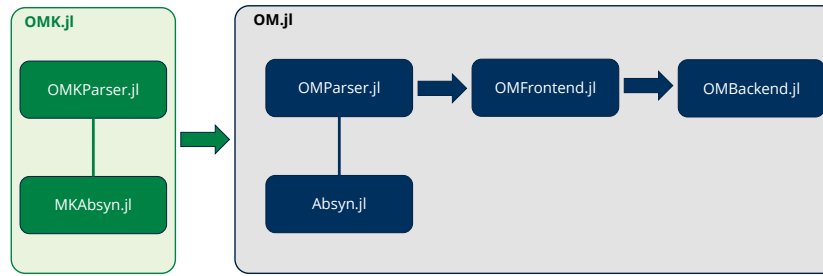 OMK.jl
OM.jl
OMKParser.jl
OMParser.jl
OMFrontend.jl
OMBackend.jl
MKAbsyn.jl
Absyn.jl